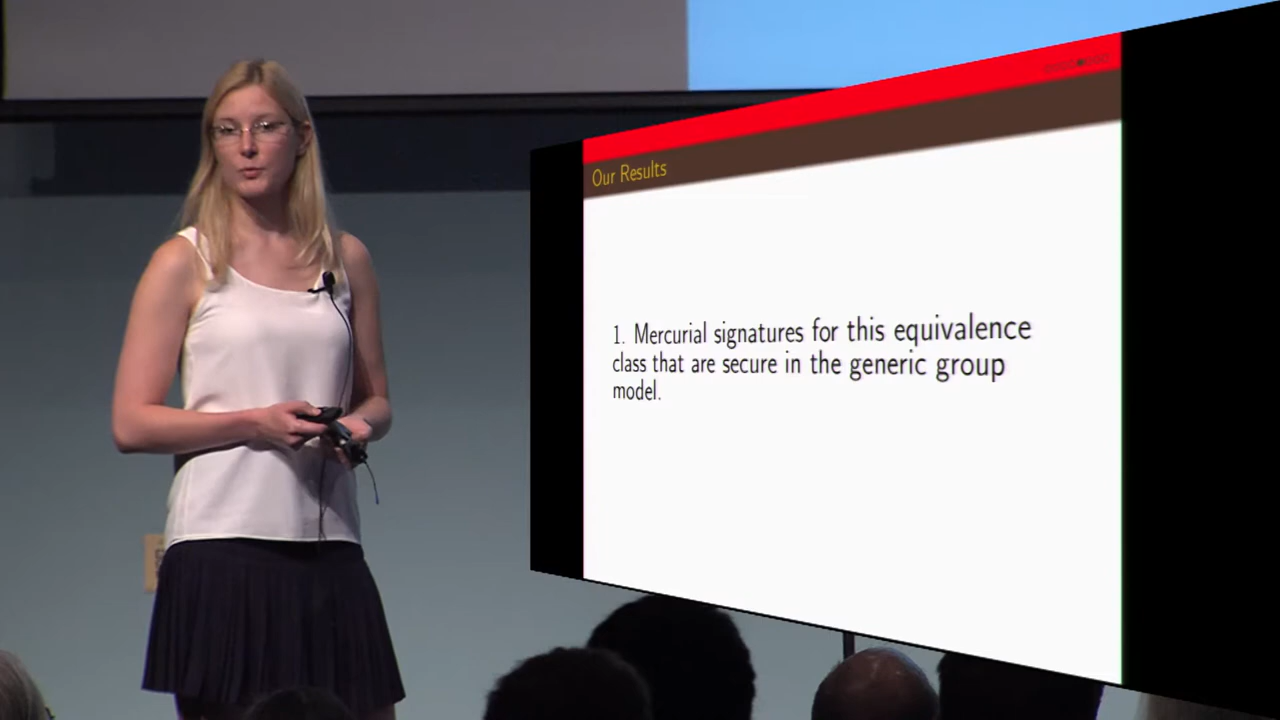 Our Results
1. Mercurial signatures for this equivalence
class that are secure in the generic group
model.